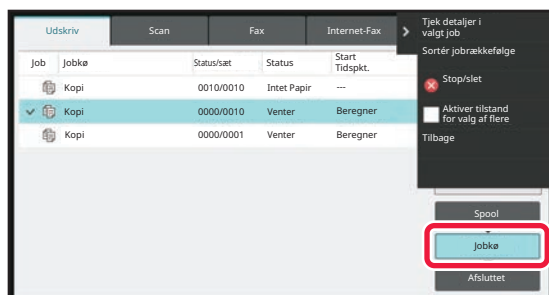 Udskriv Scan Fax Internet-Fax
Job Jobkø Status/sæt Status Start
Tidspkt.
Kopi 0010/0010 Intet Papir ---
Kopi 0000/0010 Venter Beregner
Kopi 0000/0001 Venter Beregner
Tjek detaljer i
valgt job
Sortér jobrækkefølge
Stop/slet
Aktiver tilstand
for valg af flere
Tilbage
Spool
Jobkø
Afsluttet